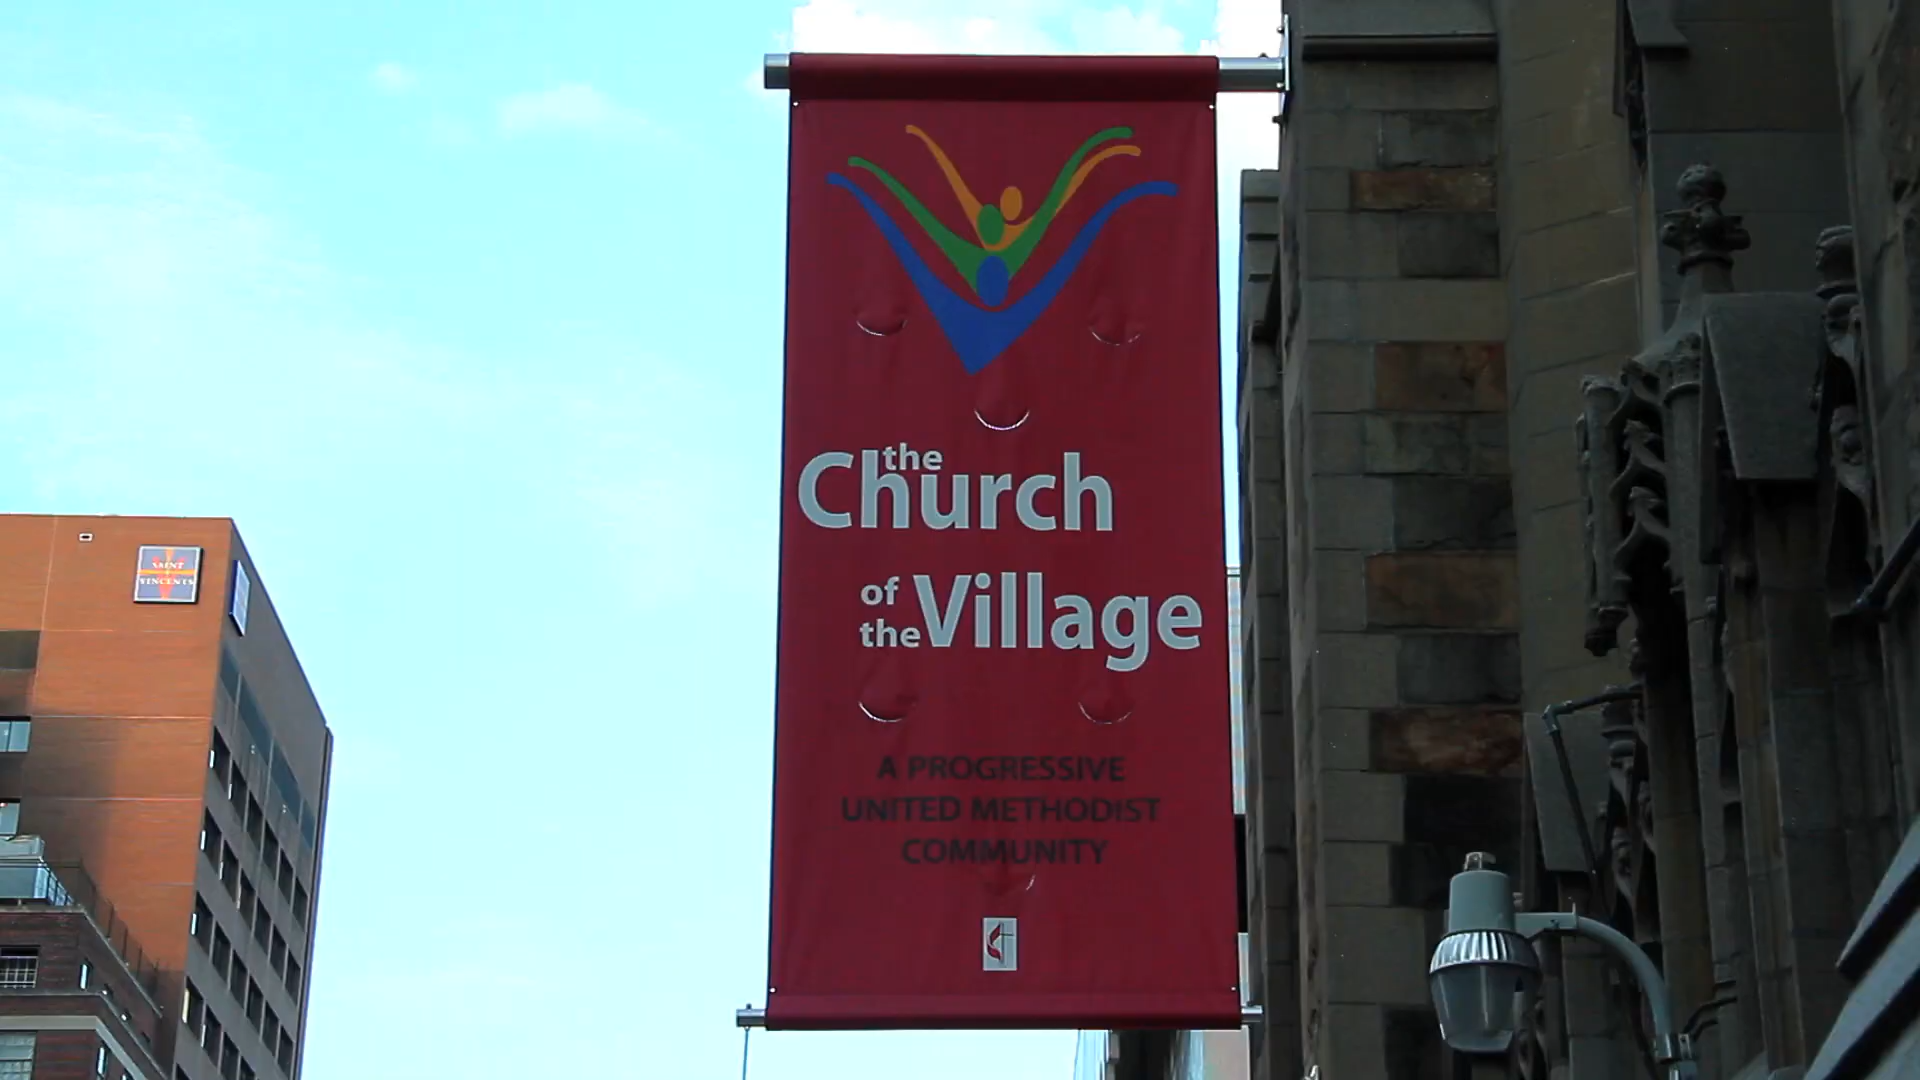 the
Church
of
the Village
A PROGRESSIVE
UNITED METHODIST
COMMUNITY
SAINT
VINCENTS